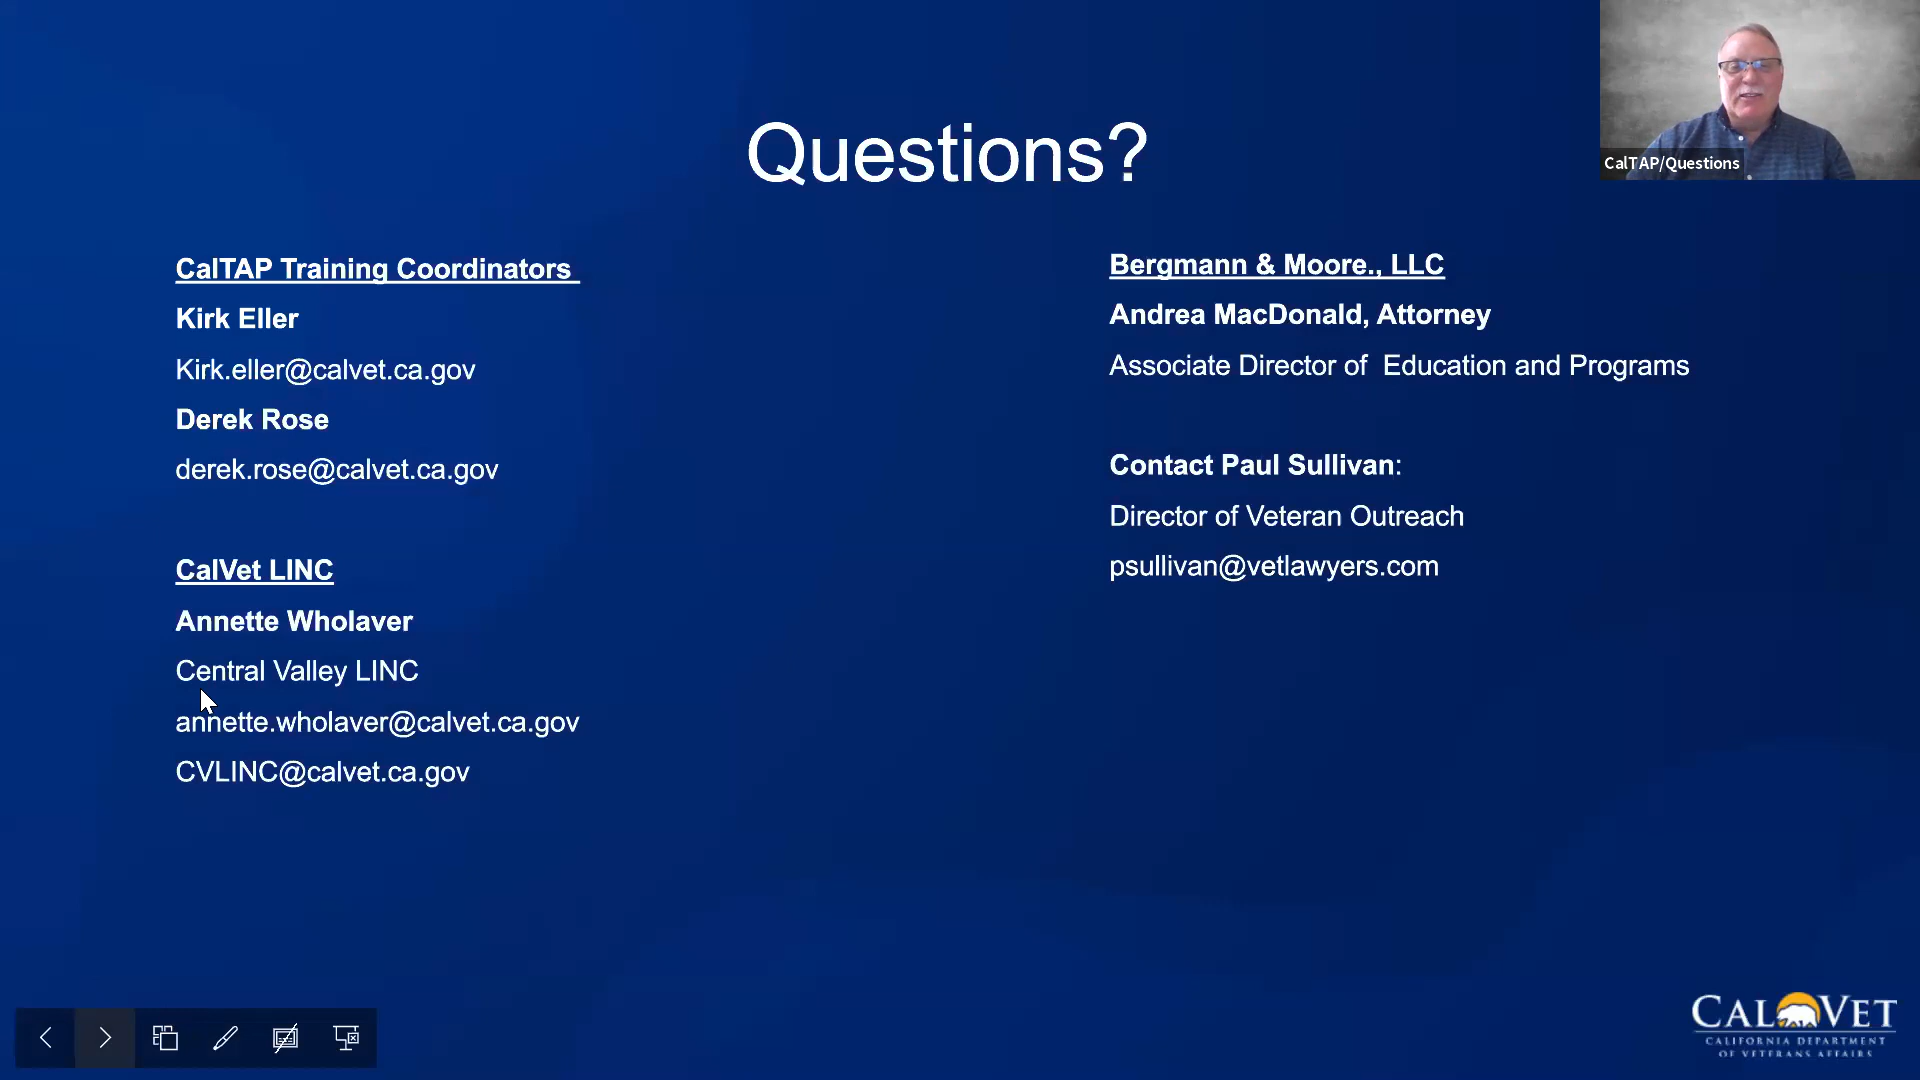 Questions?
CalTAP/Questions
CalTAP Training Coordinators
Kirk Eller
Kirk.eller@calvet.ca.gov
Derek Rose
derek.rose@calvet.ca.gov
CalVet LINC
Annette Wholaver
Central Valley LINC
annette.wholaver@calvet.ca.gov
CVLINC@calvet.ca.gov
Bergmann & Moore., LLC
Andrea MacDonald, Attorney
Associate Director of  Education and Programs
Contact Paul Sullivan:
Director of Veteran Outreach
psullivan@vetlawyers.com
CALVET
CALIFORNIA DEPARTMENT
OF VETERANS AFFAIRS